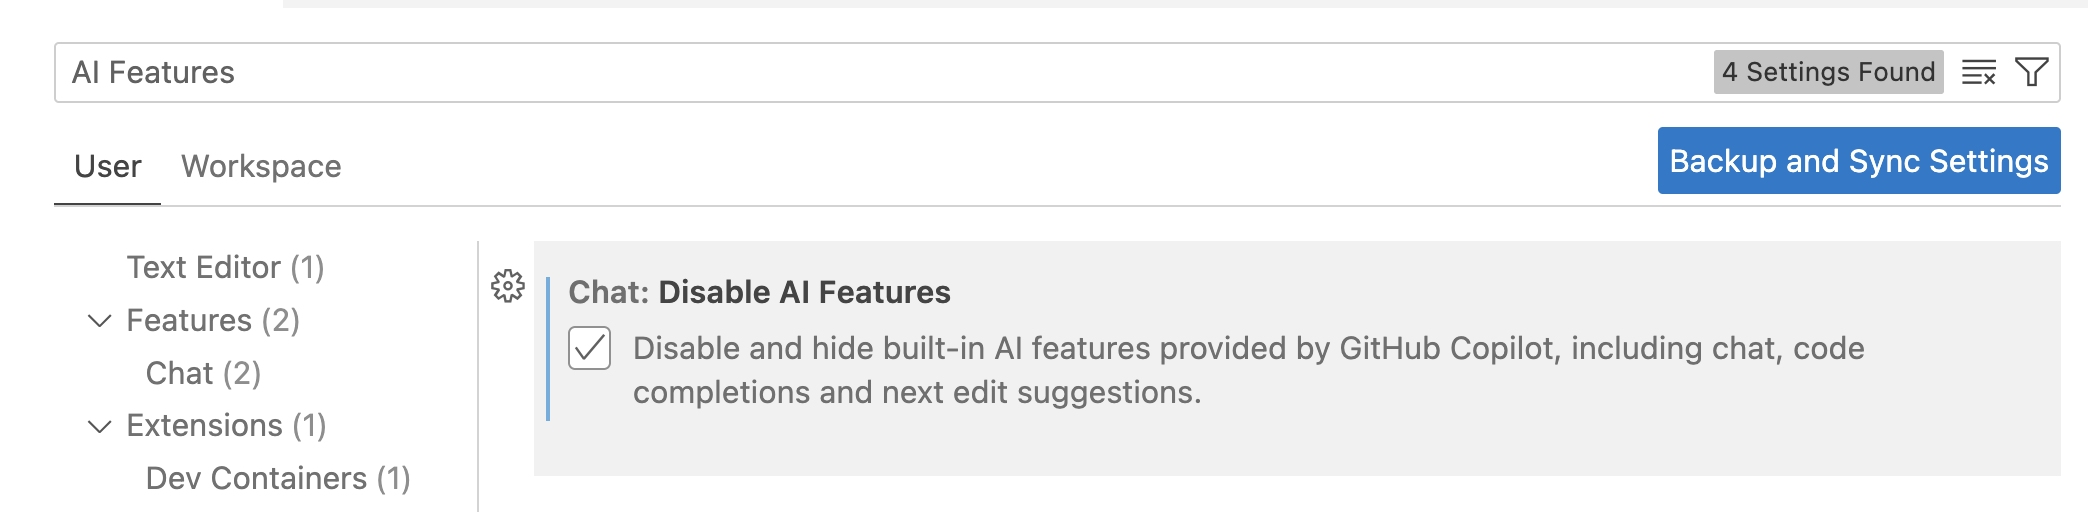 AI Features
4 Settings Found
User
Workspace
Backup and Sync Settings
Text Editor (1)
Features (2)
Chat (2)
Extensions (1)
Dev Containers (1)
Chat: Disable AI Features
Disable and hide built-in AI features provided by GitHub Copilot, including chat, code
completions and next edit suggestions.